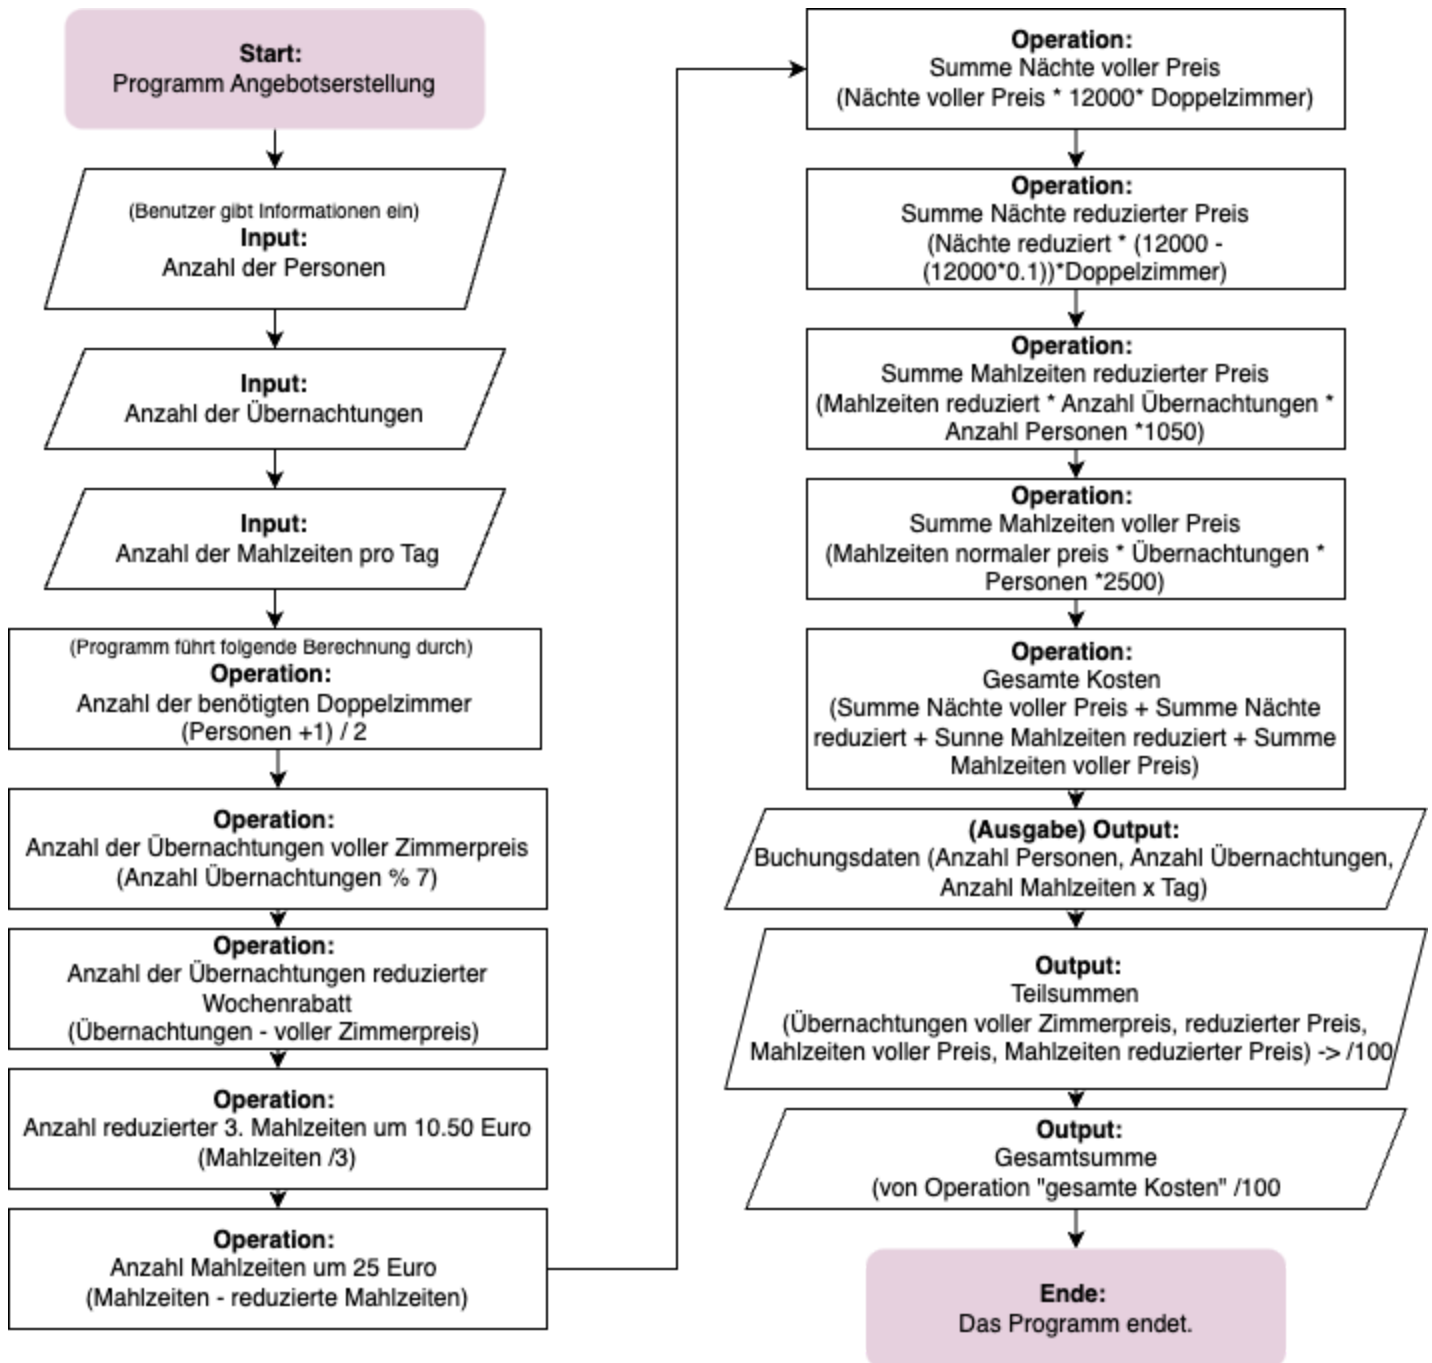 Start:
Programm Angebotserstellung
(Benutzer gibt Informationen ein)
Input:
Anzahl der Personen
Input:
Anzahl der Übernachtungen
Input:
Anzahl der Mahlzeiten pro Tag
(Programm führt folgende Berechnung durch)
Operation:
Anzahl der benötigten Doppelzimmer
(Personen +1) / 2
Operation:
Anzahl der Übernachtungen voller Zimmerpreis
(Anzahl Übernachtungen % 7)
Operation:
Anzahl der Übernachtungen reduzierter
Wochenrabatt
(Übernachtungen - voller Zimmerpreis)
Operation:
Anzahl reduzierter 3. Mahlzeiten um 10.50 Euro
(Mahlzeiten /3)
Operation:
Anzahl Mahlzeiten um 25 Euro
(Mahlzeiten - reduzierte Mahlzeiten)
Operation:
Summe Nächte voller Preis
(Nächte voller Preis * 12000* Doppelzimmer)
Operation:
Summe Nächte reduzierter Preis
(Nächte reduziert * (12000 -
(12000*0.1))*Doppelzimmer)
Operation:
Summe Mahlzeiten reduzierter Preis
(Mahlzeiten reduziert * Anzahl Übernachtungen *
Anzahl Personen *1050)
Operation:
Summe Mahlzeiten voller Preis
(Mahlzeiten normaler preis * Übernachtungen *
Personen *2500)
Operation:
Gesamte Kosten
(Summe Nächte voller Preis + Summe Nächte
reduziert + Sunne Mahlzeiten reduziert + Summe
Mahlzeiten voller Preis)
(Ausgabe) Output:
Buchungsdaten (Anzahl Personen, Anzahl Übernachtungen,
Anzahl Mahlzeiten x Tag)
Output:
Teilsummen
(Übernachtungen voller Zimmerpreis, reduzierter Preis,
Mahlzeiten voller Preis, Mahlzeiten reduzierter Preis) -> /100
Output:
Gesamtsumme
(von Operation "gesamte Kosten" /100
Ende:
Das Programm endet.